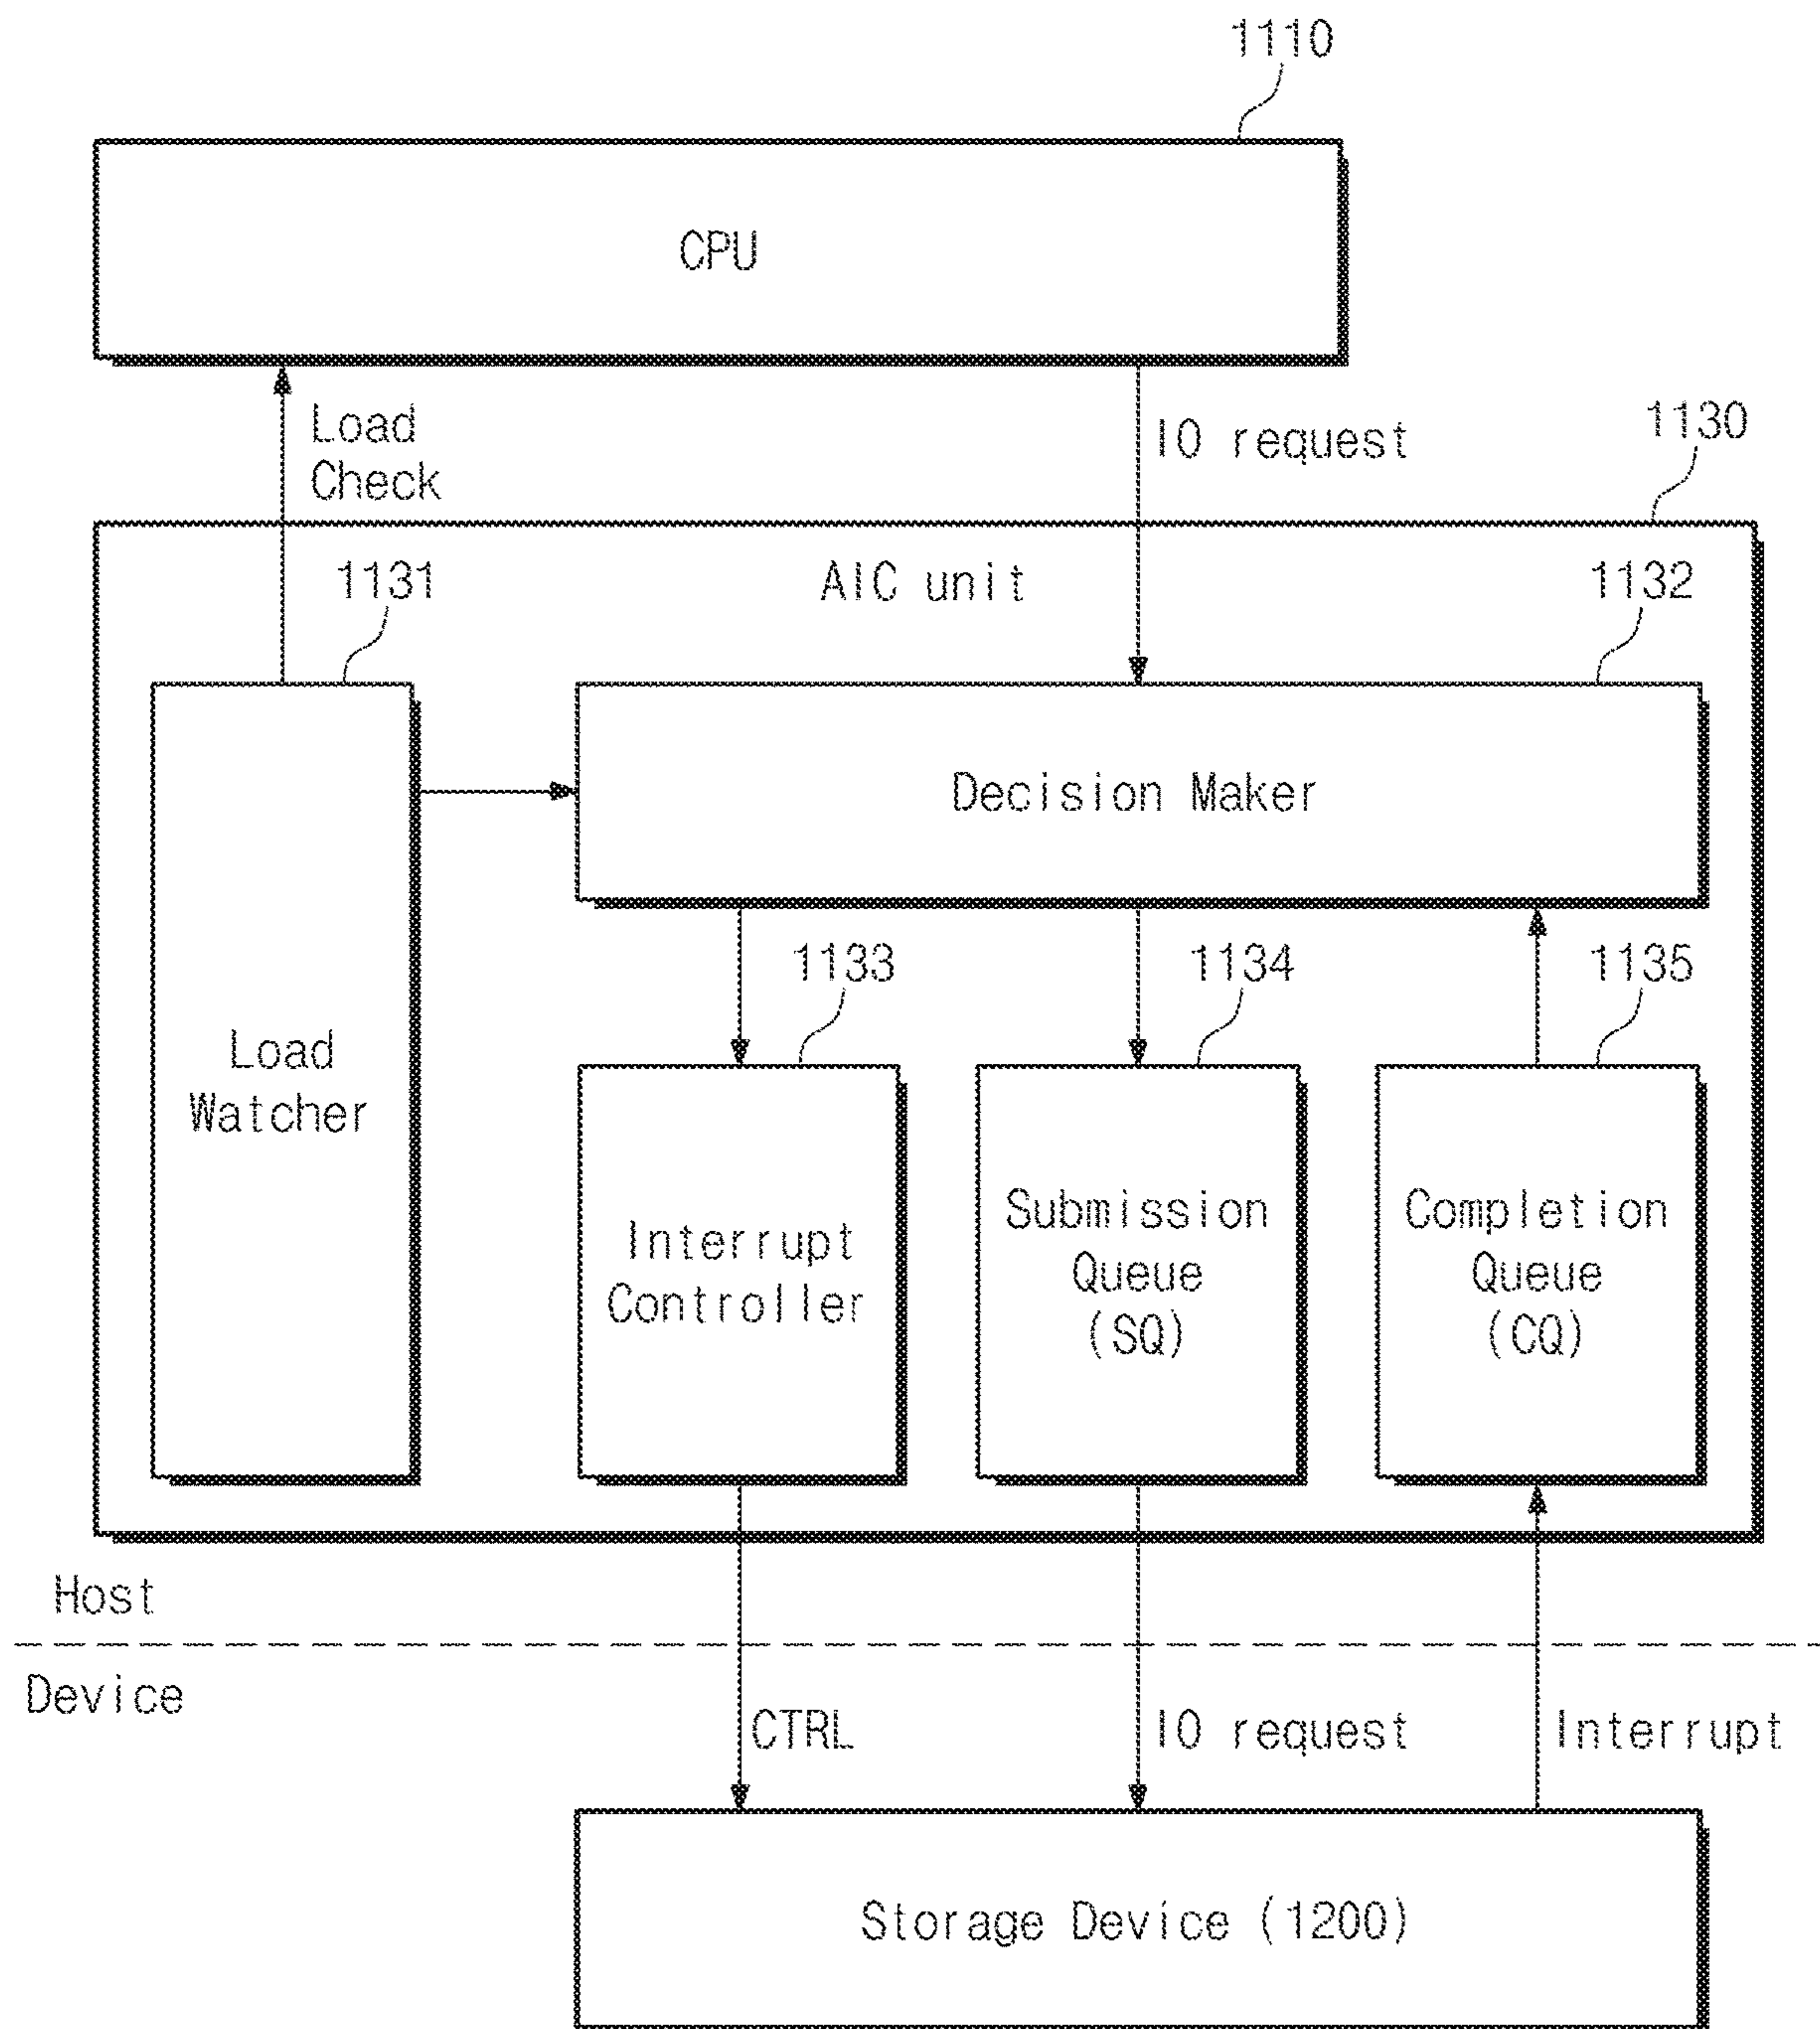 1110
CPU
Load
Check
IO request
1130
AIC unit
1131
1132
Decision Maker
1133
1134
1135
Load
Watcher
Interrupt
Controller
Submission
Queue
(SQ)
Completion
Queue
(CQ)
Host
Device
CTRL
IO request
Interrupt
Storage Device (1200)